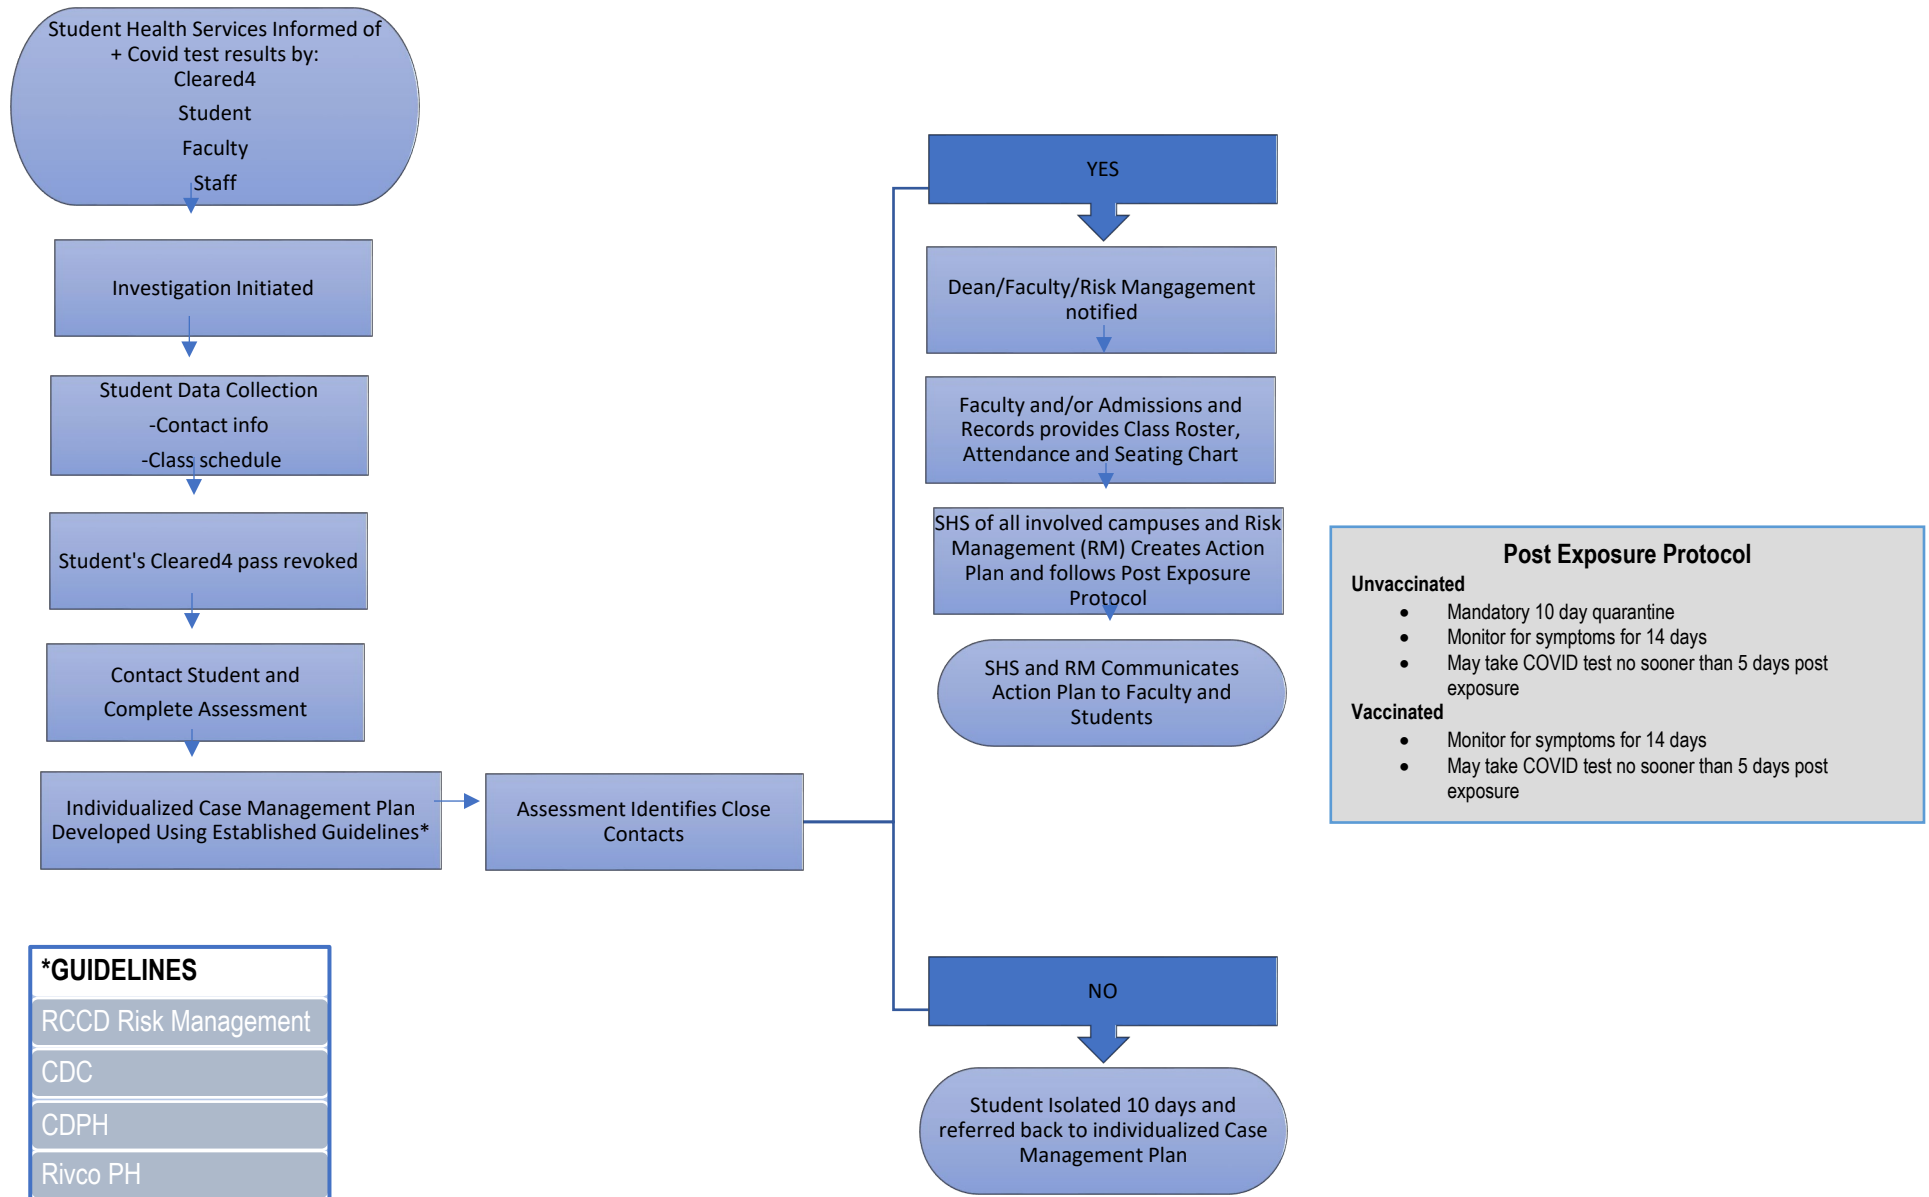 Student Health Services Informed of
+ Covid test results by:
Cleared4
Student
Faculty
Staff
Investigation Initiated
Student Data Collection
-Contact info
-Class schedule
Student's Cleared4 pass revoked
Contact Student and
Complete Assessment
Individualized Case Management Plan
Developed Using Established Guidelines*
Assessment Identifies Close
Contacts
YES
Dean/Faculty/Risk Mangagement
notified
Faculty and/or Admissions and
Records provides Class Roster,
Attendance and Seating Chart
SHS of all involved campuses and Risk
Management (RM) Creates Action
Plan and follows Post Exposure
Protocol
SHS and RM Communicates
Action Plan to Faculty and
Students
NO
Student Isolated 10 days and
referred back to individualized Case
Management Plan
Post Exposure Protocol
Unvaccinated
• Mandatory 10 day quarantine
• Monitor for symptoms for 14 days
• May take COVID test no sooner than 5 days post
exposure
Vaccinated
• Monitor for symptoms for 14 days
• May take COVID test no sooner than 5 days post
exposure
*GUIDELINES
RCCD Risk Management
CDC
CDPH
Rivco PH